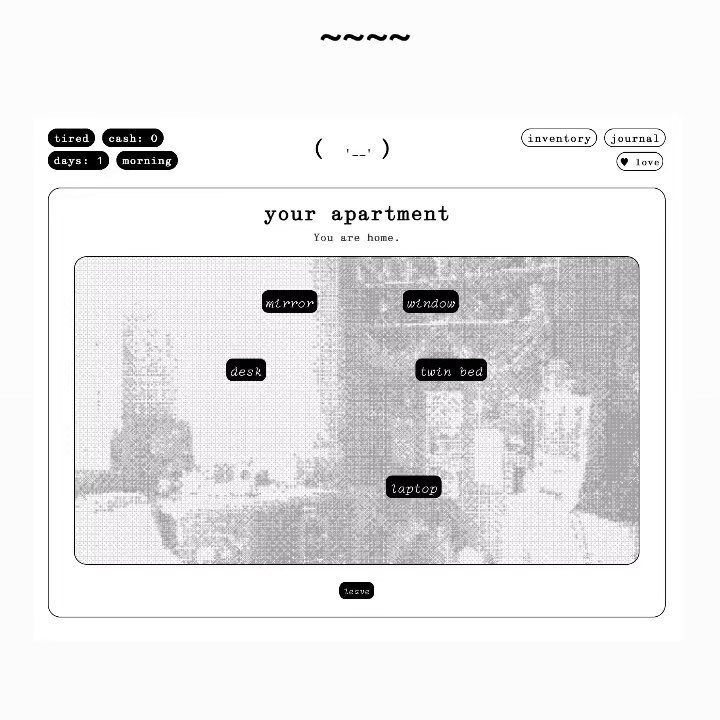 ~~~~
tired cash: 0
days: 1 morning
( '__' )
inventory journal
♥ love
your apartment
You are home.
mirror window
desk twin bed
laptop
leave